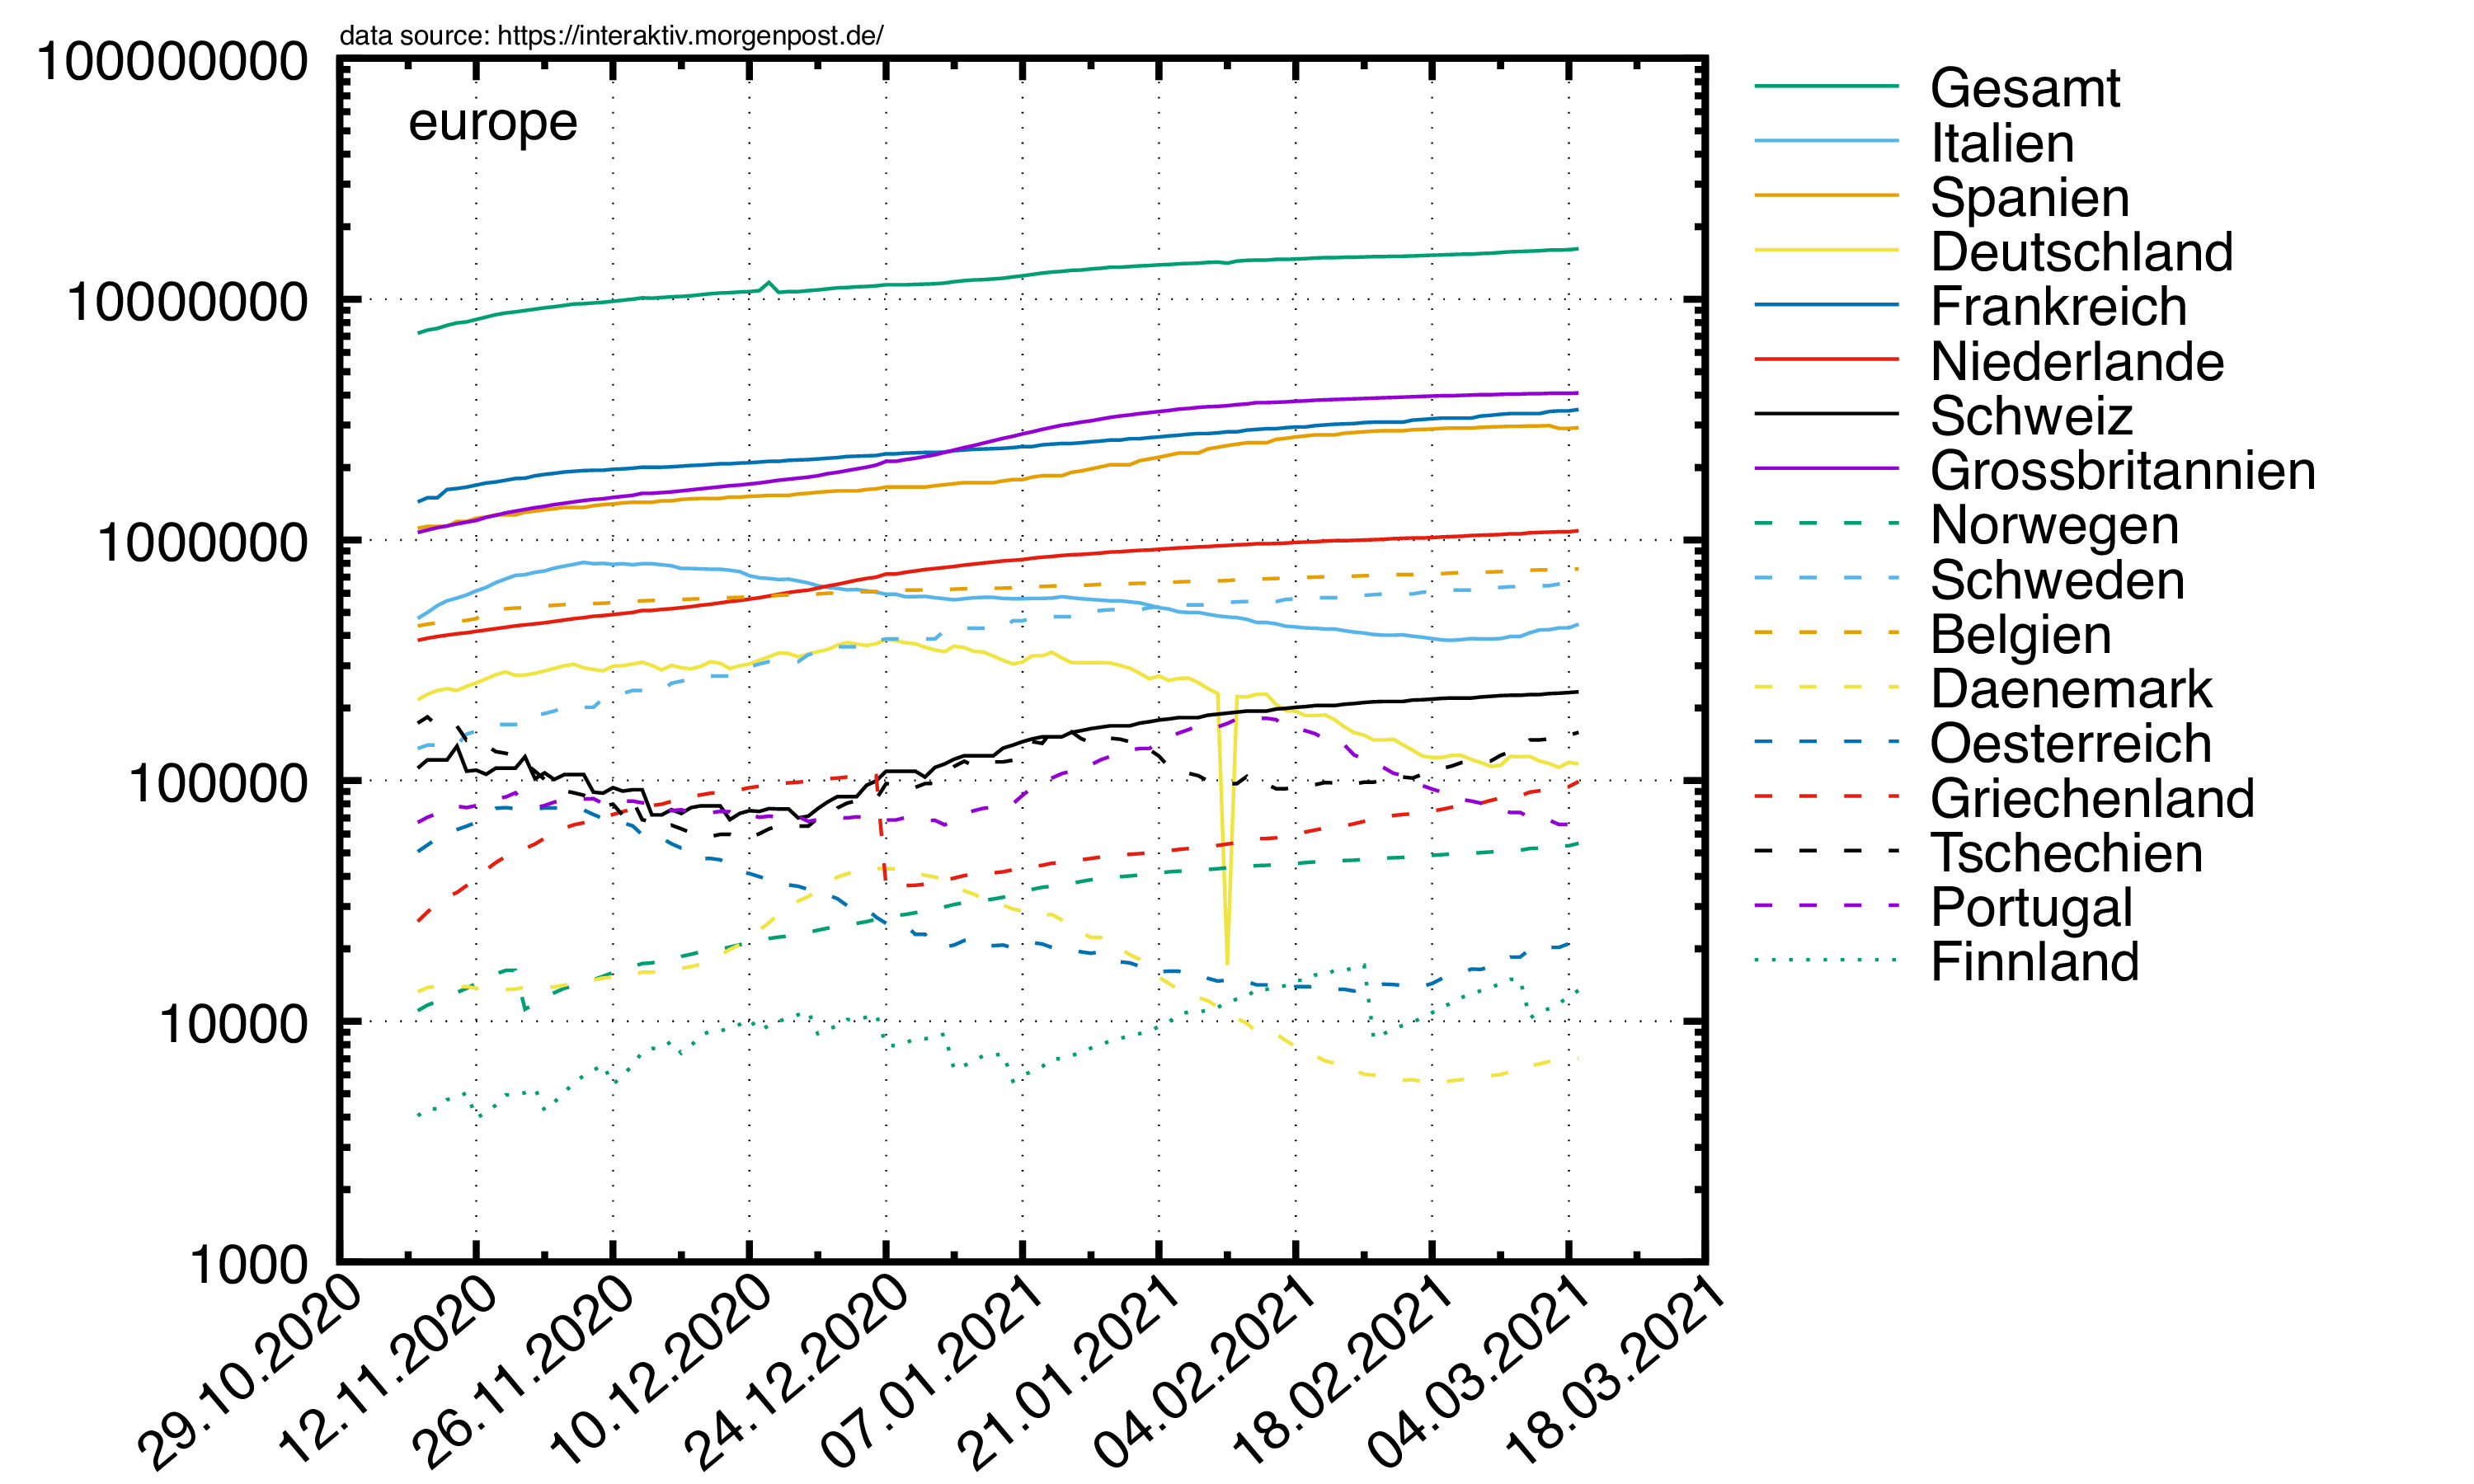 data source: https://interaktiv.morgenpost.de/
europe
100000000
10000000
1000000
100000
10000
1000
29.10.2020
12.11.2020
26.11.2020
10.12.2020
24.12.2020
07.01.2021
21.01.2021
04.02.2021
18.02.2021
04.03.2021
18.03.2021
Gesamt
Italien
Spanien
Deutschland
Frankreich
Niederlande
Schweiz
Grossbritannien
Norwegen
Schweden
Belgien
Daenemark
Oesterreich
Griechenland
Tschechien
Portugal
Finnland